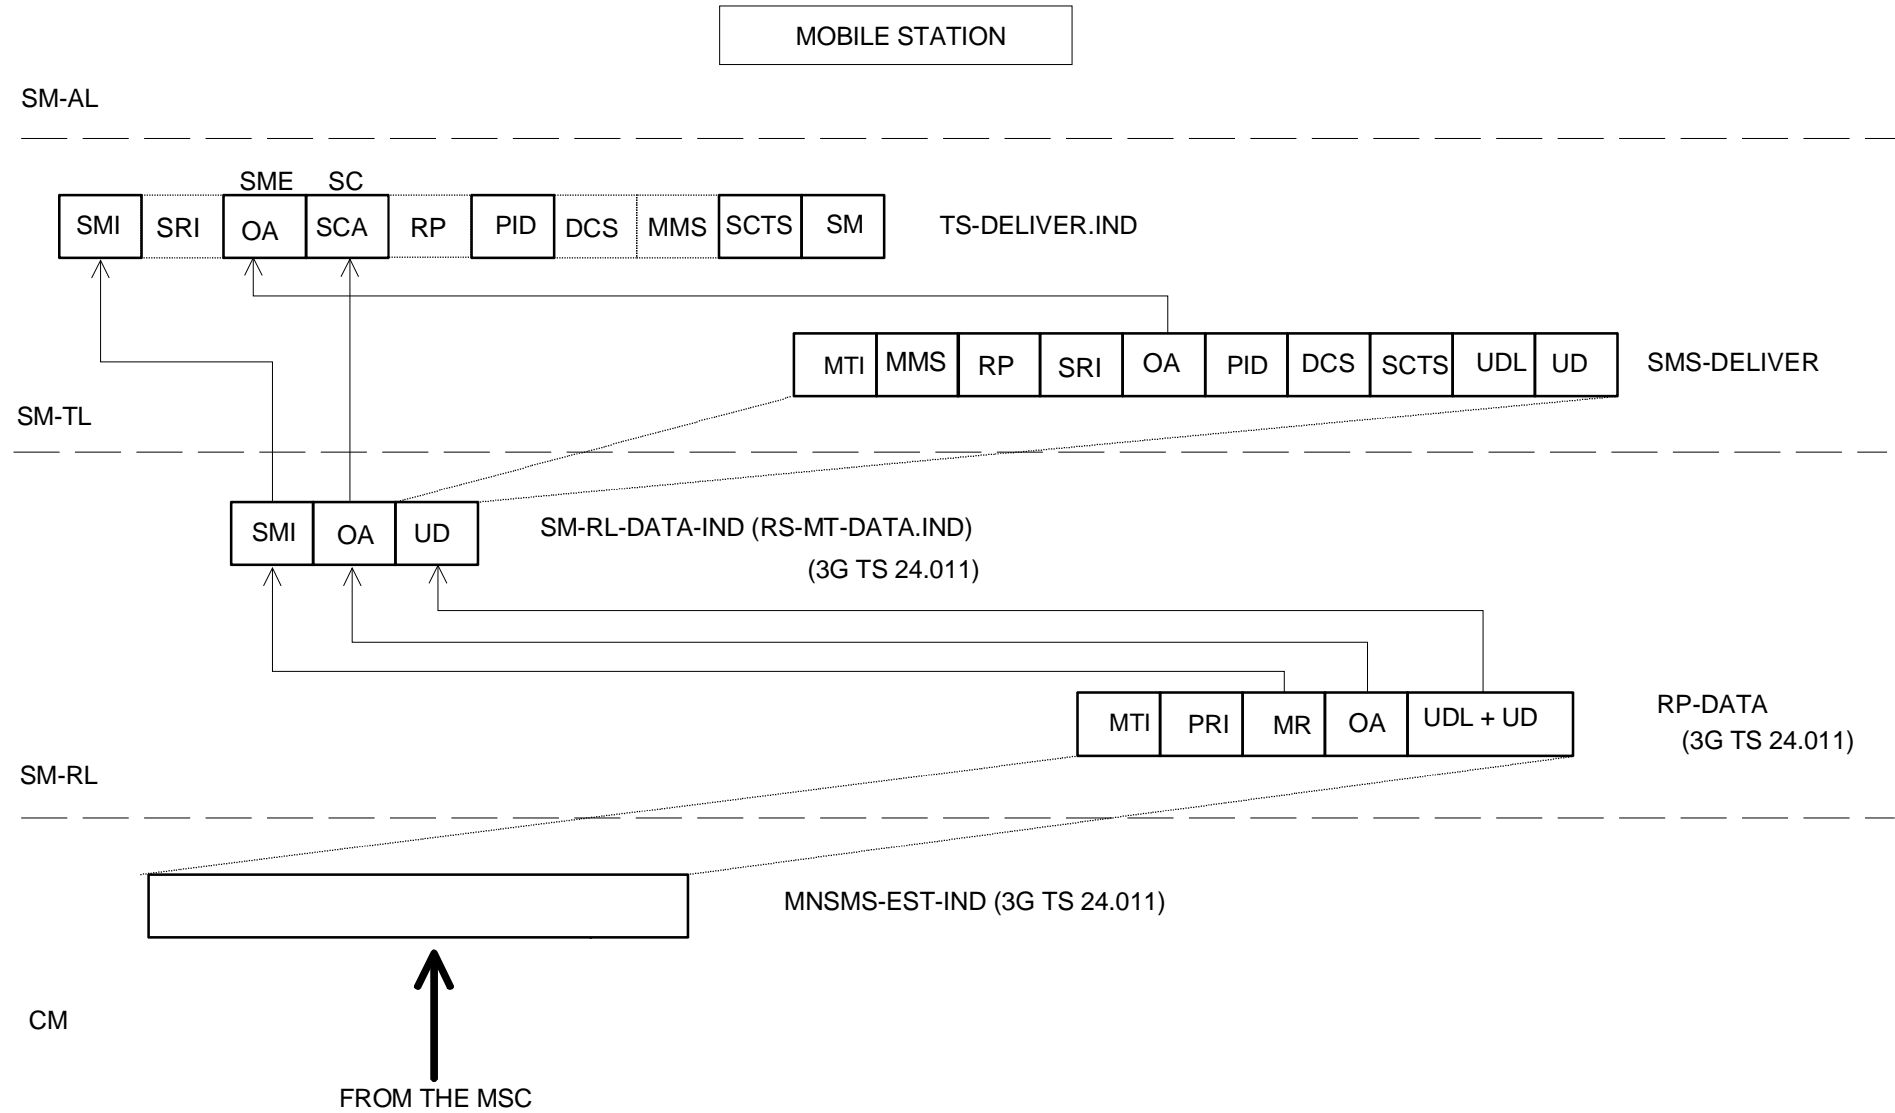 MOBILE STATION
SM-AL
SME SC
SMI SRI OA SCA RP PID DCS MMS SCTS SM TS-DELIVER.IND
MTI MMS RP SRI OA PID DCS SCTS UDL UD SMS-DELIVER
SM-TL
SMI OA UD SM-RL-DATA-IND (RS-MT-DATA.IND)
(3G TS 24.011)
MTI PRI MR OA UDL + UD RP-DATA
(3G TS 24.011)
SM-RL
MNSMS-EST-IND (3G TS 24.011)
CM
FROM THE MSC